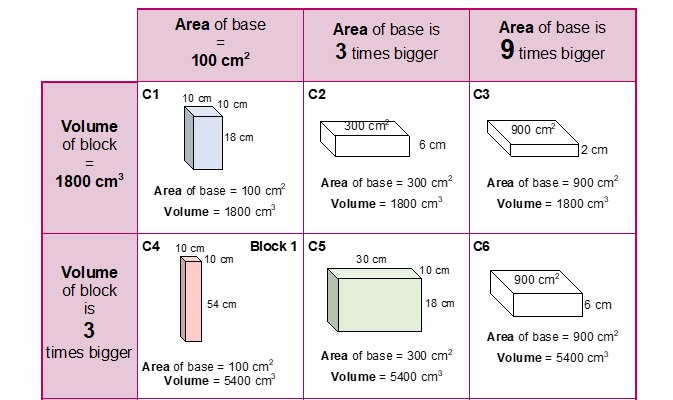 Area of base
=
100 cm²
Area of base is
3 times bigger
Area of base is
9 times bigger
Volume
of block
=
1800 cm³
C1
10 cm
10 cm
18 cm
Area of base = 100 cm²
Volume = 1800 cm³
C2
300 cm²
6 cm
Area of base = 300 cm²
Volume = 1800 cm³
C3
900 cm²
2 cm
Area of base = 900 cm²
Volume = 1800 cm³
Volume
of block
is
3
times bigger
C4
Block 1
10 cm
10 cm
54 cm
Area of base = 100 cm²
Volume = 5400 cm³
C5
30 cm
10 cm
18 cm
Area of base = 300 cm²
Volume = 5400 cm³
C6
900 cm²
6 cm
Area of base = 900 cm²
Volume = 5400 cm³